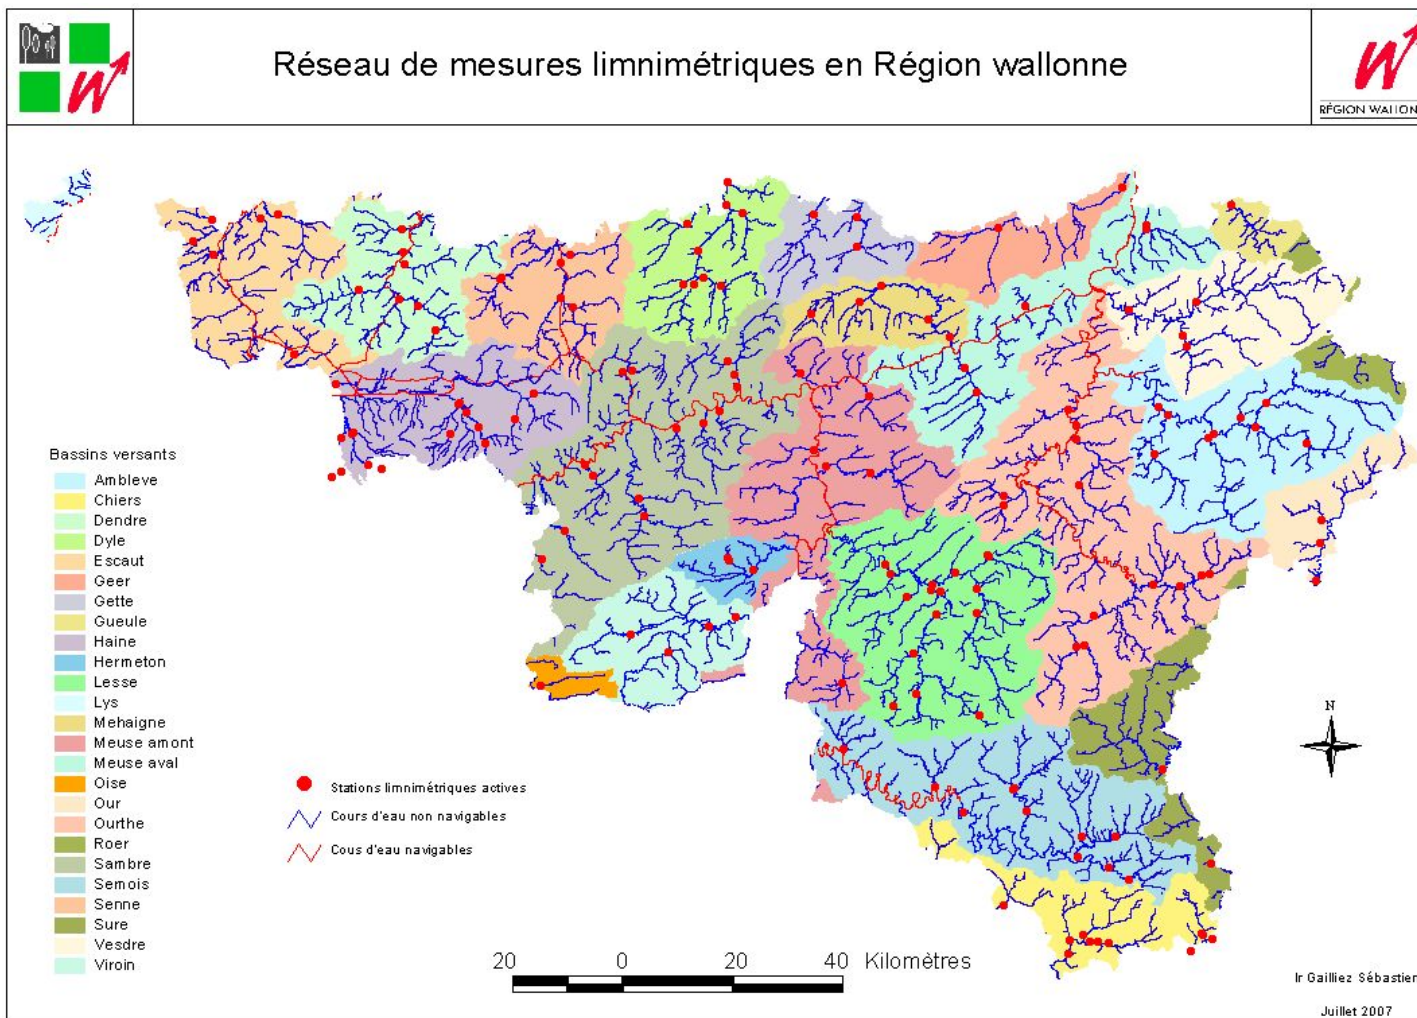 Réseau de mesures limnimétriques en Région wallonne
RÉGION WALLON
Bassins versants
Ambleve
Chiers
Dendre
Dyle
Escaut
Geer
Gette
Gueule
Haine
Hermeton
Lesse
Lys
Mehaigne
Meuse amont
Meuse aval
Oise
Our
Ourthe
Roer
Sambre
Semois
Senne
Sure
Vesdre
Viroin
Stations limnimétriques actives
Cours d'eau non navigables
Cous d'eau navigables
N
20 0 20 40 Kilomètres
Ir Gailliez Sébastien
Juillet 2007